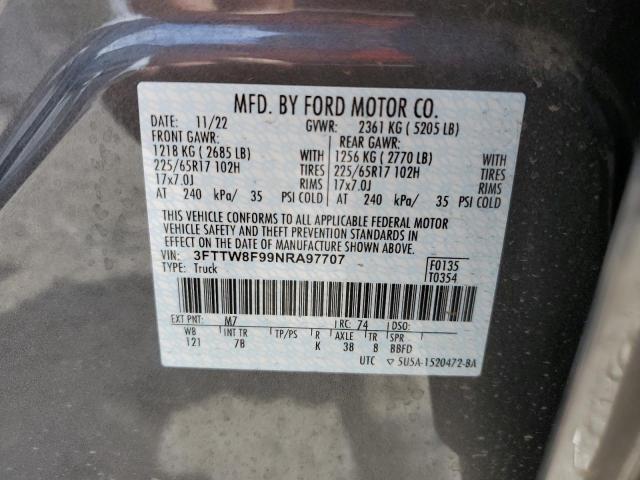 MFD. BY FORD MOTOR CO.
DATE: 11/22 GVWR: 2361 KG ( 5205 LB)
FRONT GAWR: REAR GAWR:
1218 KG ( 2685 LB) WITH 1256 KG ( 2770 LB) WITH
225/65R17 102H TIRES 225/65R17 102H TIRES
17x7.0J RIMS 17x7.0J RIMS
AT 240 kPa/ 35 PSI COLD AT 240 kPa/ 35 PSI COLD
THIS VEHICLE CONFORMS TO ALL APPLICABLE FEDERAL MOTOR
VEHICLE SAFETY AND THEFT PREVENTION STANDARDS IN
EFFECT ON THE DATE OF MANUFACTURE SHOWN ABOVE.
VIN: 3FTTW8F99NRA97707 F0135
TYPE: Truck T0354
EXT PNT: M7 RC: 74 DSO:
WB INT TR TP/PS R AXLE TR SPR
121 7B K 38 8 BBFD
UTC ▽ 5U5A-1520472-BA